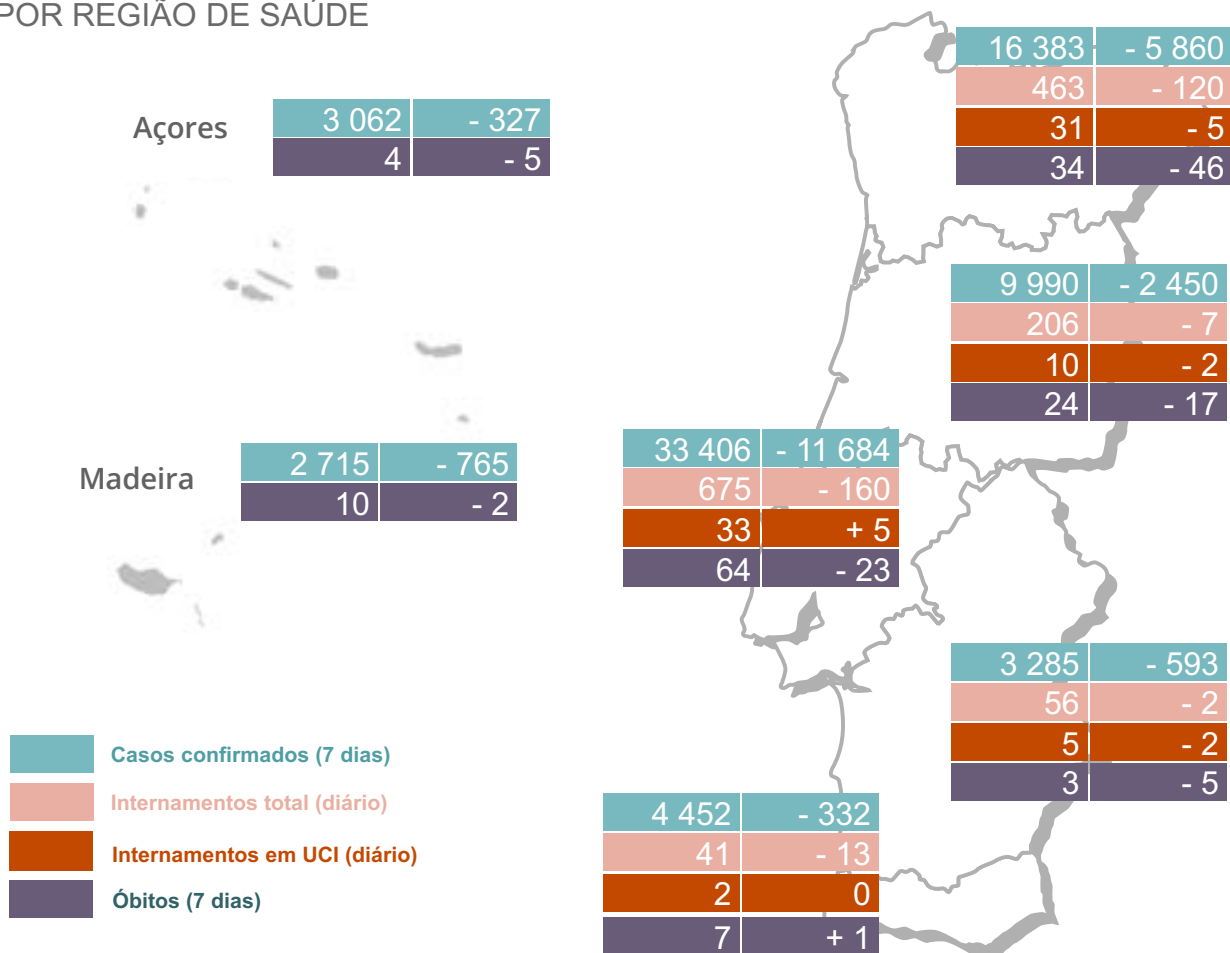 POR REGIÃO DE SAÚDE
Açores
3 062 - 327
4 - 5
Madeira
2 715 - 765
10 - 2
16 383 - 5 860
463 - 120
31 - 5
34 - 46
9 990 - 2 450
206 - 7
10 - 2
24 - 17
33 406 - 11 684
675 - 160
33 + 5
64 - 23
3 285 - 593
56 - 2
5 - 2
3 - 5
4 452 - 332
41 - 13
2 0
7 + 1
Casos confirmados (7 dias)
Internamentos total (diário)
Internamentos em UCI (diário)
Óbitos (7 dias)